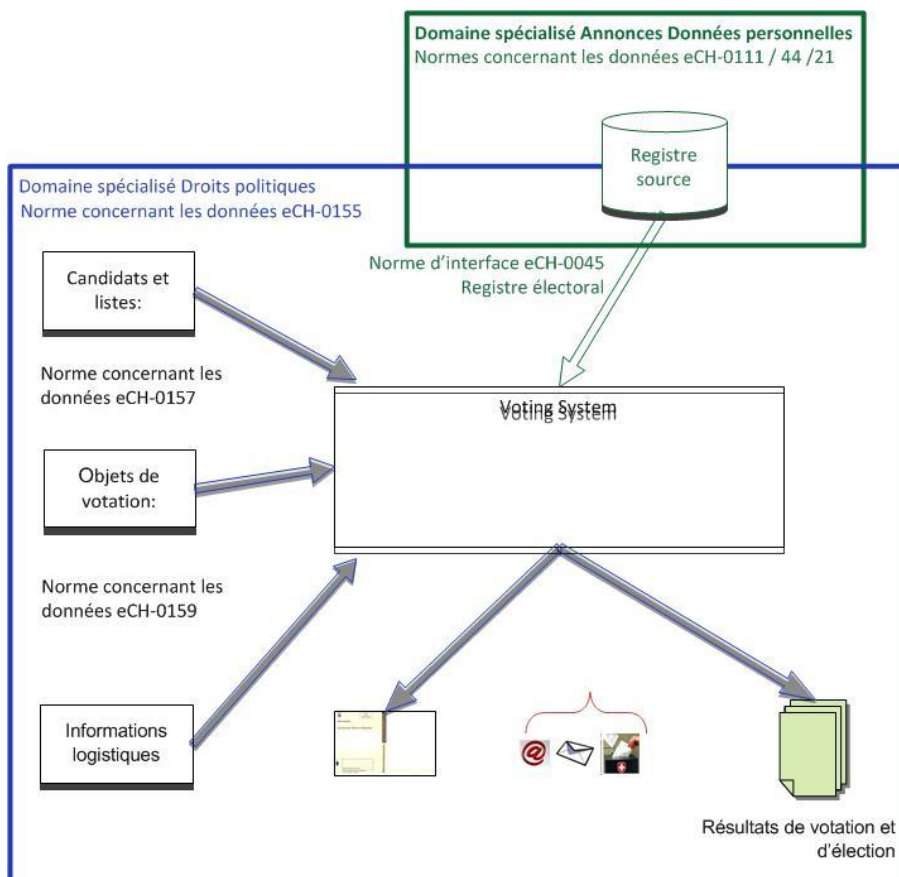 Domaine spécialisé Annonces Données personnelles
Normes concernant les données eCH-0111 / 44 /21
Registre
source
Domaine spécialisé Droits politiques
Norme concernant les données eCH-0155
Norme d'interface eCH-0045
Registre électoral
Candidats et
listes:
Norme concernant les
données eCH-0157
Voting System
Voting System
Objets de
votation:
Norme concernant les
données eCH-0159
Informations
logistiques
@
Résultats de votation et
d'élection